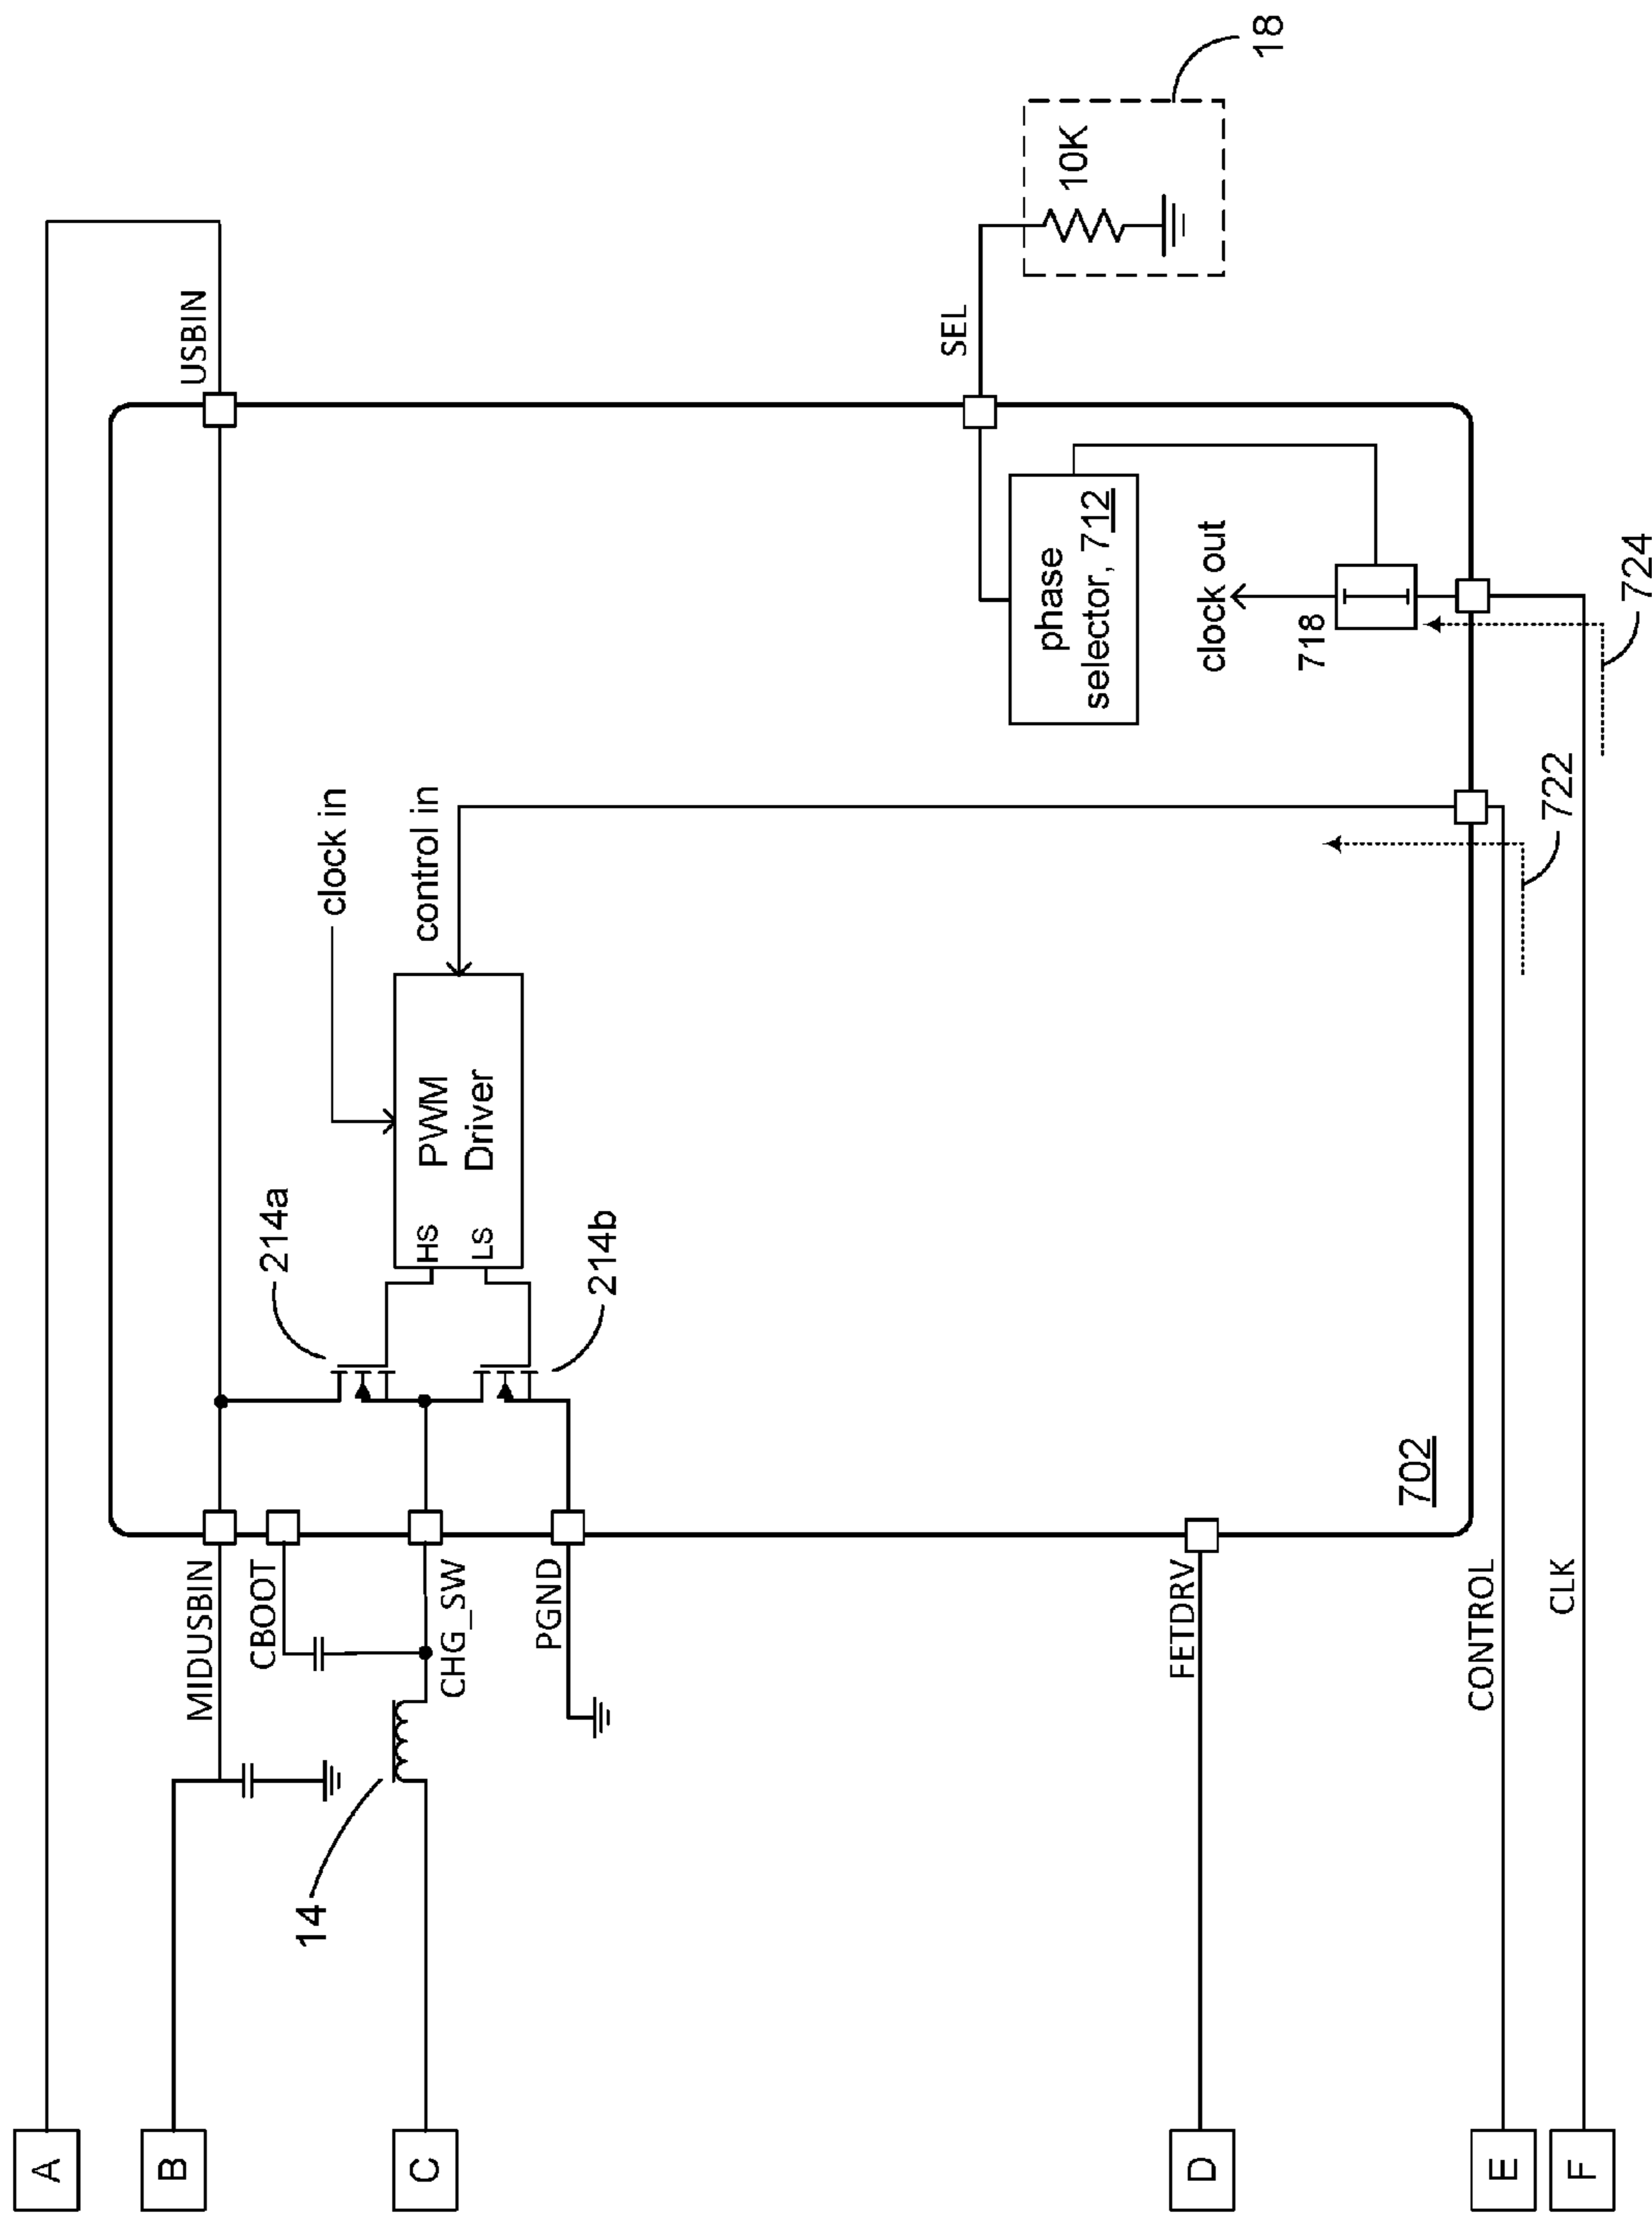 A
USBIN
B
MIDUSBIN
CBOOT
14
CHG_SW
C
PGND
214a
214b
HS
LS
PWM
Driver
clock in
control in
SEL
10K
18
phase
selector, 712
clock out
718
FETDRV
D
702
CONTROL
E
722
CLK
F
724